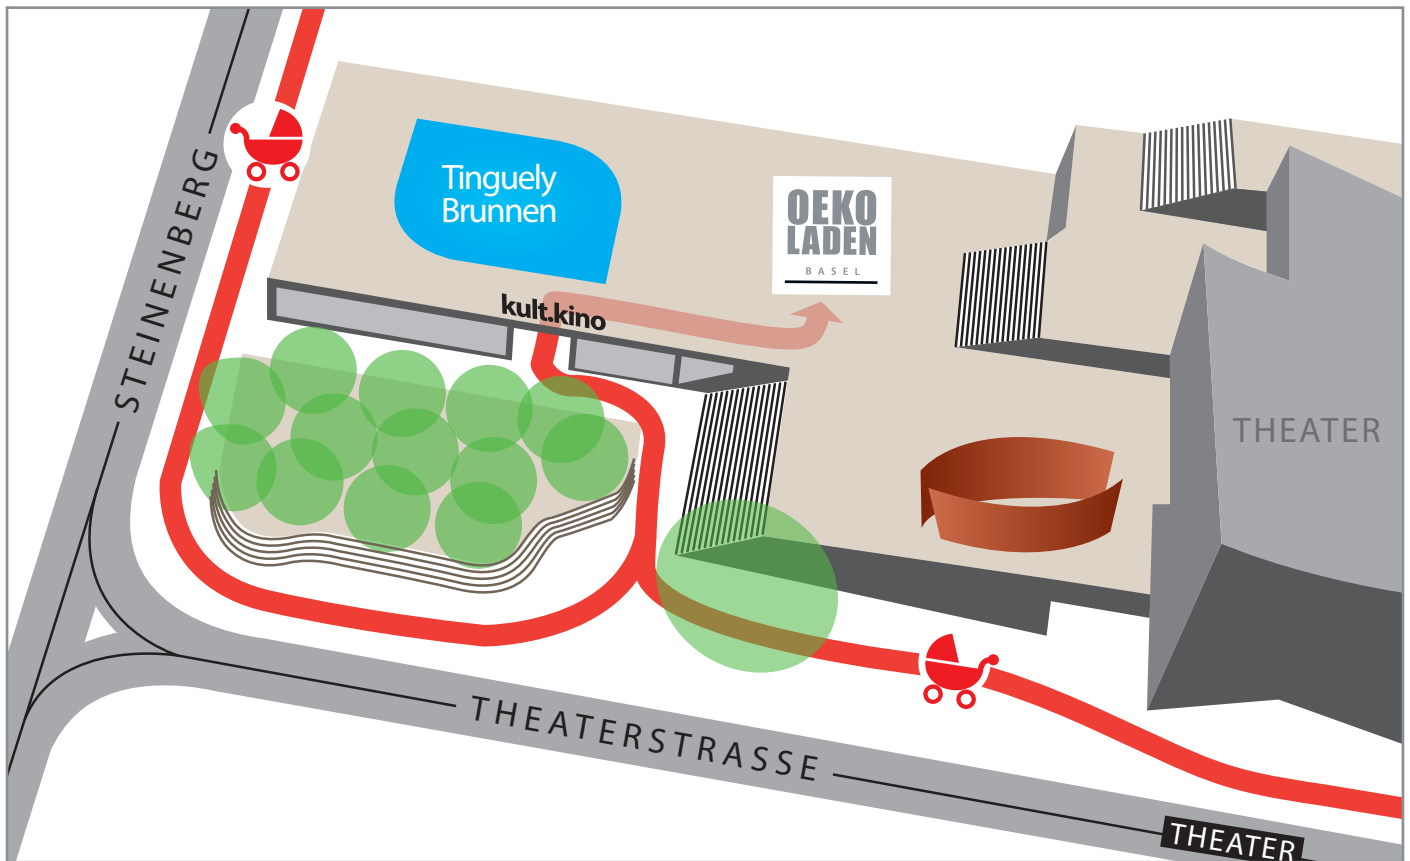 STEINENBERG
Tinguely
Brunnen
OEKO
LADEN
BASEL
kult.kino
THEATER
THEATERSTRASSE
THEATER